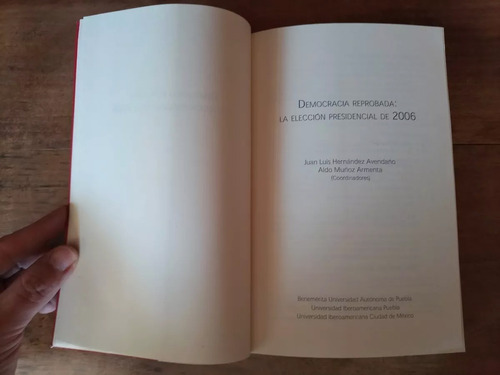 DEMOCRACIA REPROBADA:
LA ELECCIÓN PRESIDENCIAL DE 2006
Juan Luis Hernández Avendaño
Aldo Muñoz Armenta
(Coordinadores)
Benemérita Universidad Autónoma de Puebla
Universidad Iberoamericana Puebla
Universidad Iberoamericana Ciudad de México